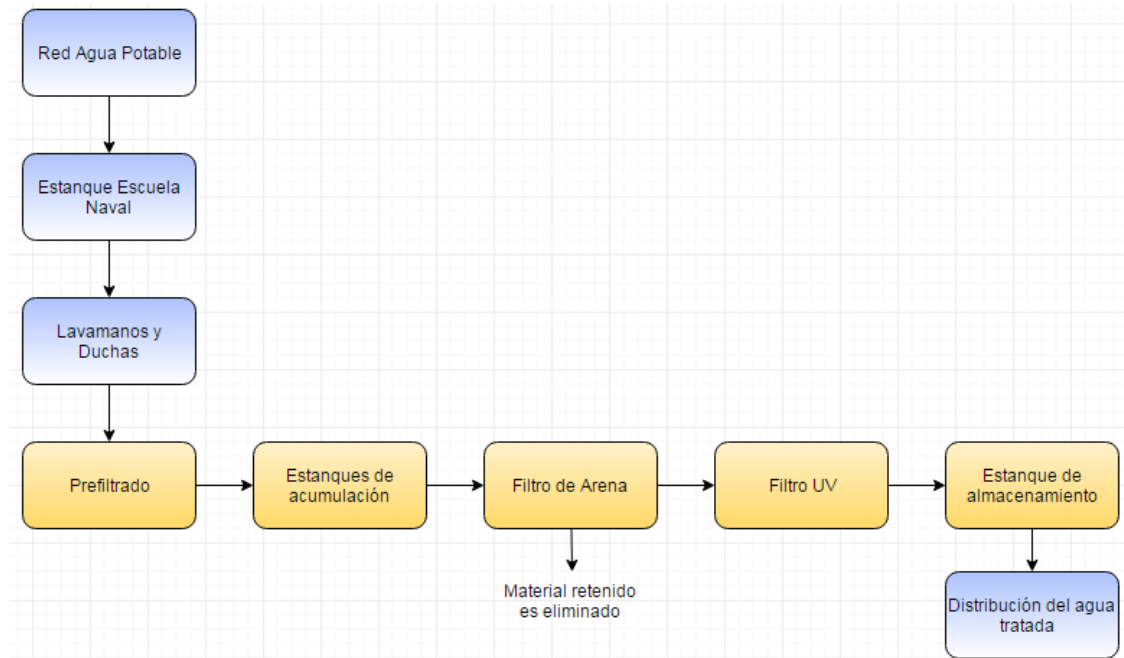 Red Agua Potable
Estanque Escuela
Naval
Lavamanos y
Duchas
Prefiltrado
Estanques de
acumulación
Filtro de Arena
Filtro UV
Estanque de
almacenamiento
Material retenido
es eliminado
Distribución del agua
tratada